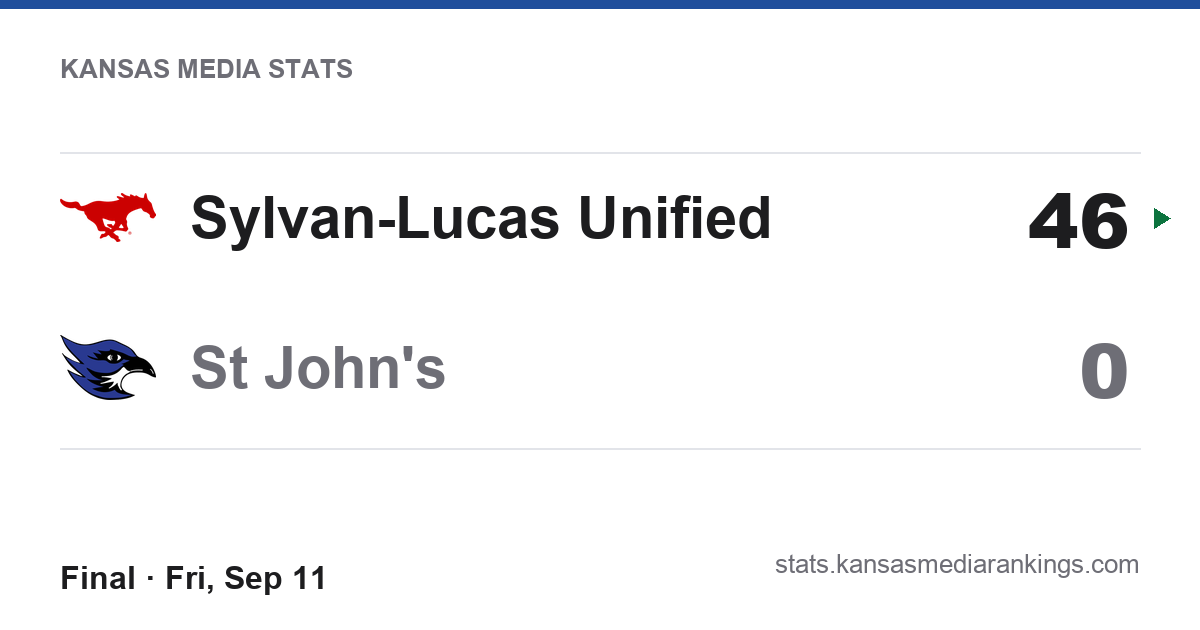 KANSAS MEDIA STATS
Sylvan-Lucas Unified 46
St John's 0
Final · Fri, Sep 11
stats.kansasmediarankings.com